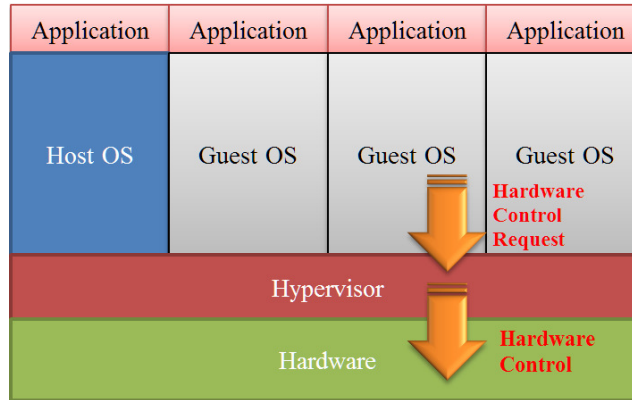 Application Application Application Application
Host OS Guest OS Guest OS Guest OS
Hardware
Control
Request
Hypervisor
Hardware
Hardware
Control